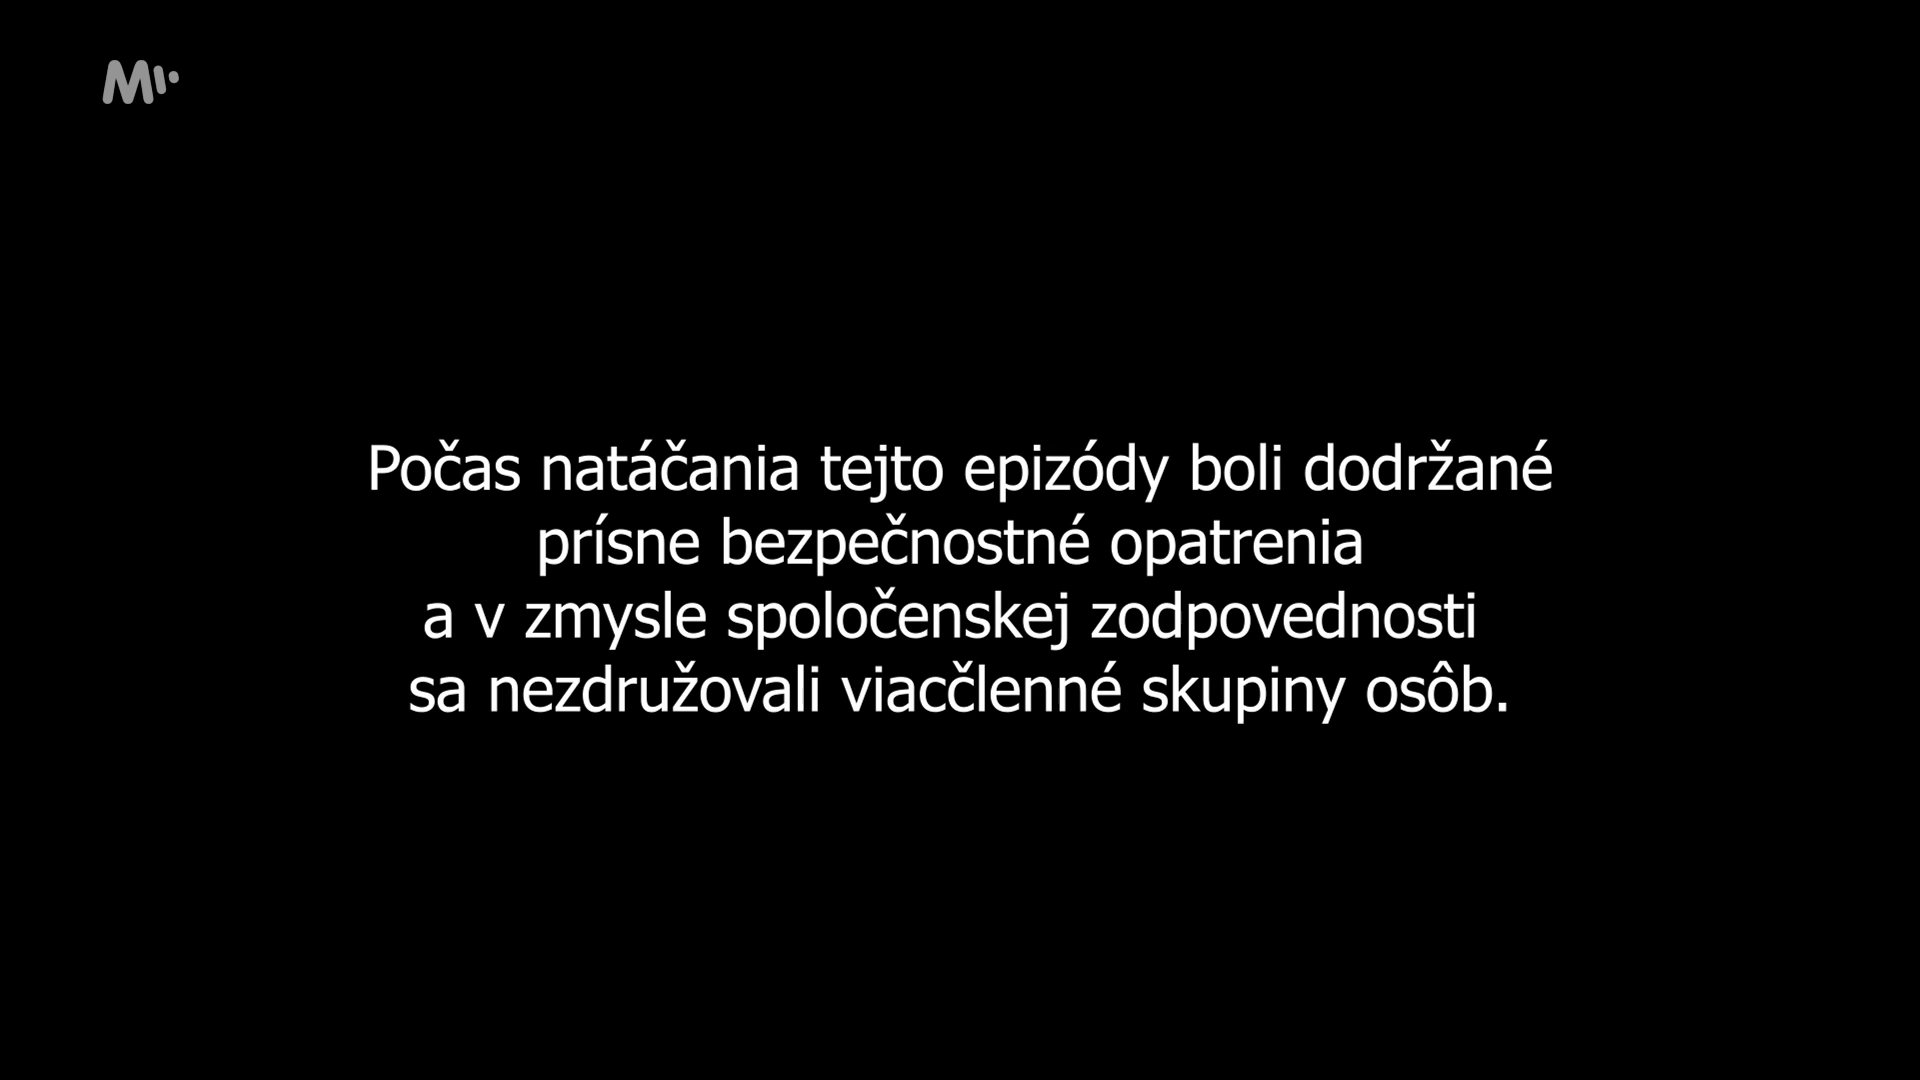 Počas natáčania tejto epizódy boli dodržané
prísne bezpečnostné opatrenia
a v zmysle spoločenskej zodpovednosti
sa nezdružovali viacčlenné skupiny osôb.